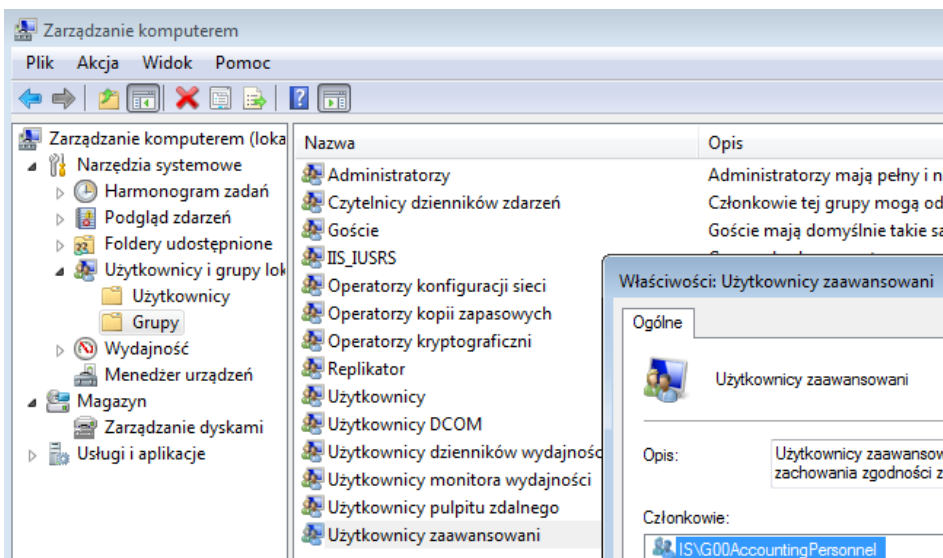 Zarządzanie komputerem
Plik Akcja Widok Pomoc
Zarządzanie komputerem (loka
Narzędzia systemowe
Harmonogram zadań
Podgląd zdarzeń
Foldery udostępnione
Użytkownicy i grupy lok
Użytkownicy
Grupy
Wydajność
Menedżer urządzeń
Magazyn
Zarządzanie dyskami
Usługi i aplikacje
Nazwa Opis
Administratorzy Administratorzy mają pełny i n
Czytelnicy dzienników zdarzeń Członkowie tej grupy mogą od
Goście Goście mają domyślnie takie sa
IIS_IUSRS
Operatorzy konfiguracji sieci
Operatorzy kopii zapasowych
Operatorzy kryptograficzni
Replikator
Użytkownicy
Użytkownicy DCOM
Użytkownicy dzienników wydajnośc
Użytkownicy monitora wydajności
Użytkownicy pulpitu zdalnego
Użytkownicy zaawansowani
Właściwości: Użytkownicy zaawansowani
Ogólne
Użytkownicy zaawansowani
Opis: Użytkownicy zaawansow
zachowania zgodności z
Członkowie:
IS\G00AccountingPersonnel